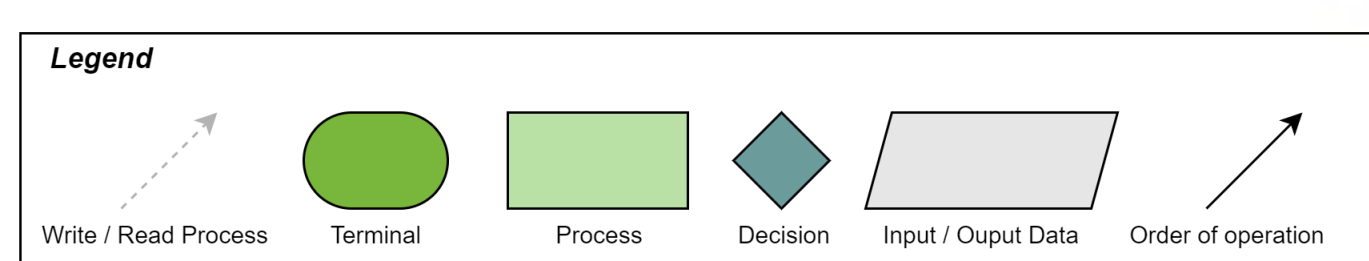 Legend
Write / Read Process Terminal Process Decision Input / Ouput Data Order of operation